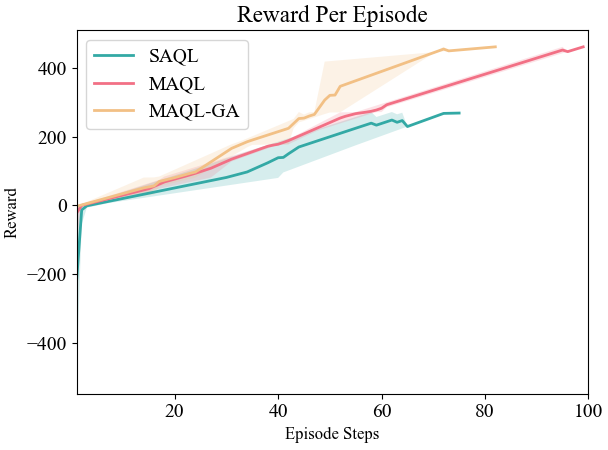 Reward Per Episode
SAQL
MAQL
MAQL-GA
400
200
0
−200
−400
Reward
20 40 60 80 100
Episode Steps